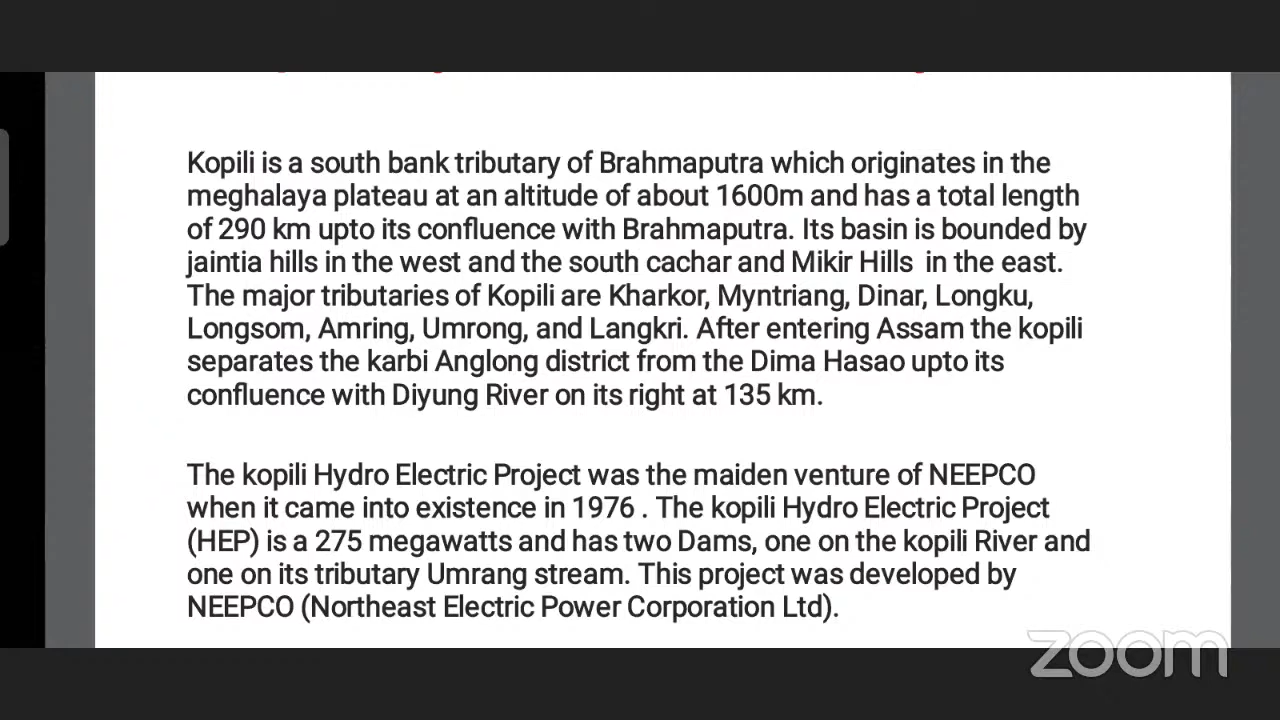 Kopili is a south bank tributary of Brahmaputra which originates in the
meghalaya plateau at an altitude of about 1600m and has a total length
of 290 km upto its confluence with Brahmaputra. Its basin is bounded by
jaintia hills in the west and the south cachar and Mikir Hills  in the east.
The major tributaries of Kopili are Kharkor, Myntriang, Dinar, Longku,
Longsom, Amring, Umrong, and Langkri. After entering Assam the kopili
separates the karbi Anglong district from the Dima Hasao upto its
confluence with Diyung River on its right at 135 km.
The kopili Hydro Electric Project was the maiden venture of NEEPCO
when it came into existence in 1976 . The kopili Hydro Electric Project
(HEP) is a 275 megawatts and has two Dams, one on the kopili River and
one on its tributary Umrang stream. This project was developed by
NEEPCO (Northeast Electric Power Corporation Ltd).
zoom